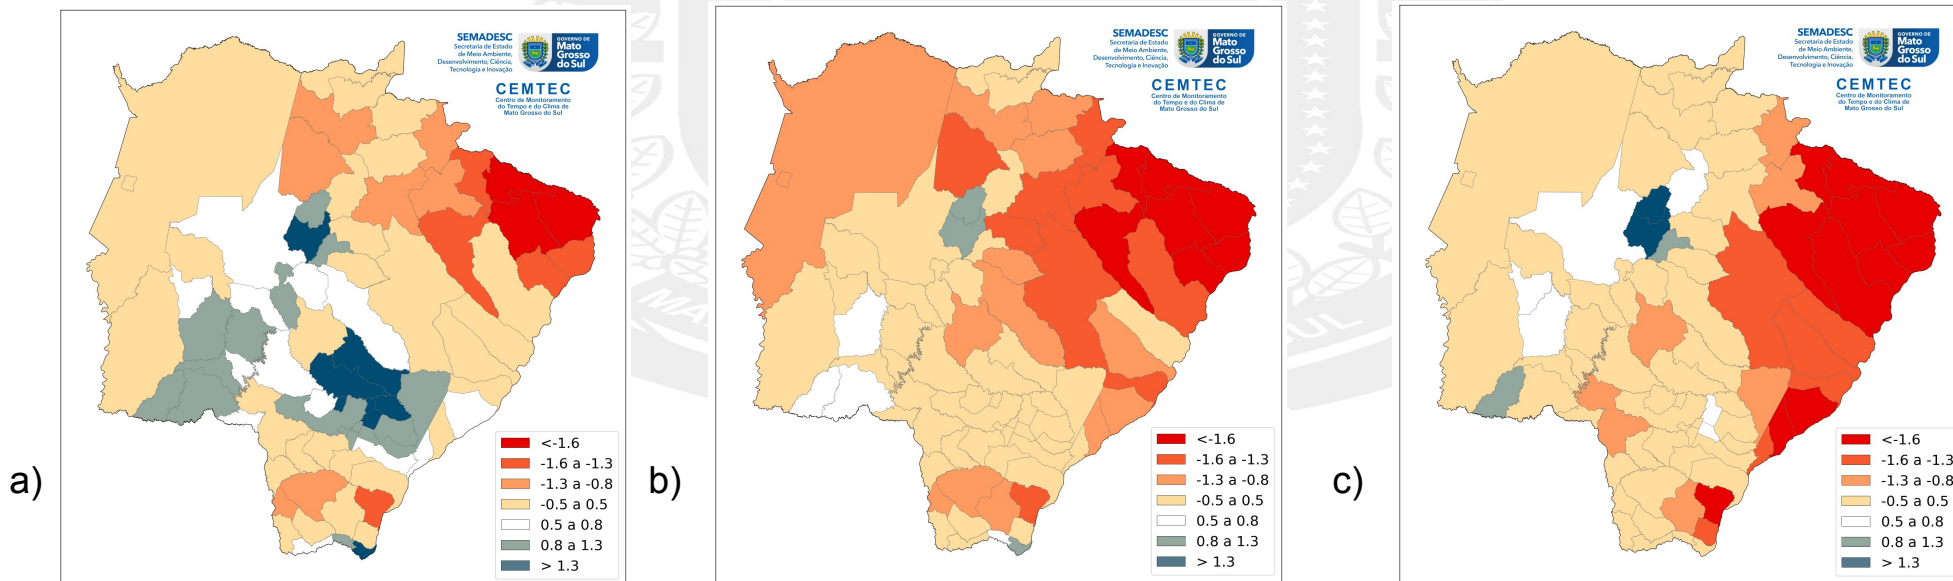 a)
SEMADESC
Secretaria de Estado
de Meio Ambiente,
Desenvolvimento, Ciência,
Tecnologia e Inovação
GOVERNO DE
Mato
Grosso
do Sul
CEMTEC
Centro de Monitoramento
do Tempo e do Clima de
Mato Grosso do Sul
<-1.6
-1.6 a -1.3
-1.3 a -0.8
-0.5 a 0.5
0.5 a 0.8
0.8 a 1.3
> 1.3
b)
SEMADESC
Secretaria de Estado
de Meio Ambiente,
Desenvolvimento, Ciência,
Tecnologia e Inovação
GOVERNO DE
Mato
Grosso
do Sul
CEMTEC
Centro de Monitoramento
do Tempo e do Clima de
Mato Grosso do Sul
<-1.6
-1.6 a -1.3
-1.3 a -0.8
-0.5 a 0.5
0.5 a 0.8
0.8 a 1.3
> 1.3
c)
SEMADESC
Secretaria de Estado
de Meio Ambiente,
Desenvolvimento, Ciência,
Tecnologia e Inovação
GOVERNO DE
Mato
Grosso
do Sul
CEMTEC
Centro de Monitoramento
do Tempo e do Clima de
Mato Grosso do Sul
<-1.6
-1.6 a -1.3
-1.3 a -0.8
-0.5 a 0.5
0.5 a 0.8
0.8 a 1.3
> 1.3